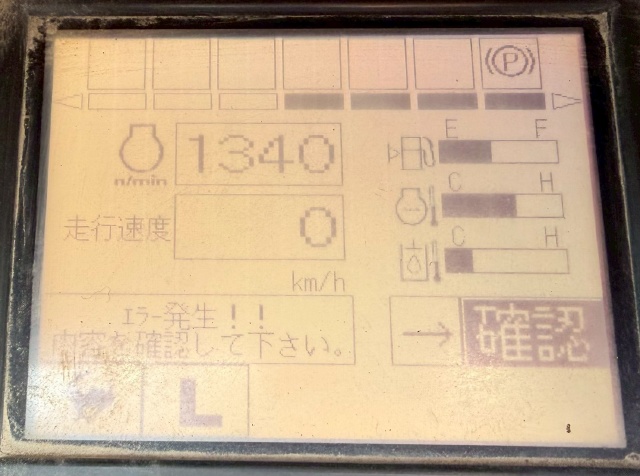 P
E F
1340
n/min
C H
走行速度 0
C H
km/h
ｴﾗｰ発生！！
内容を確認して下さい。
→ 確認
L